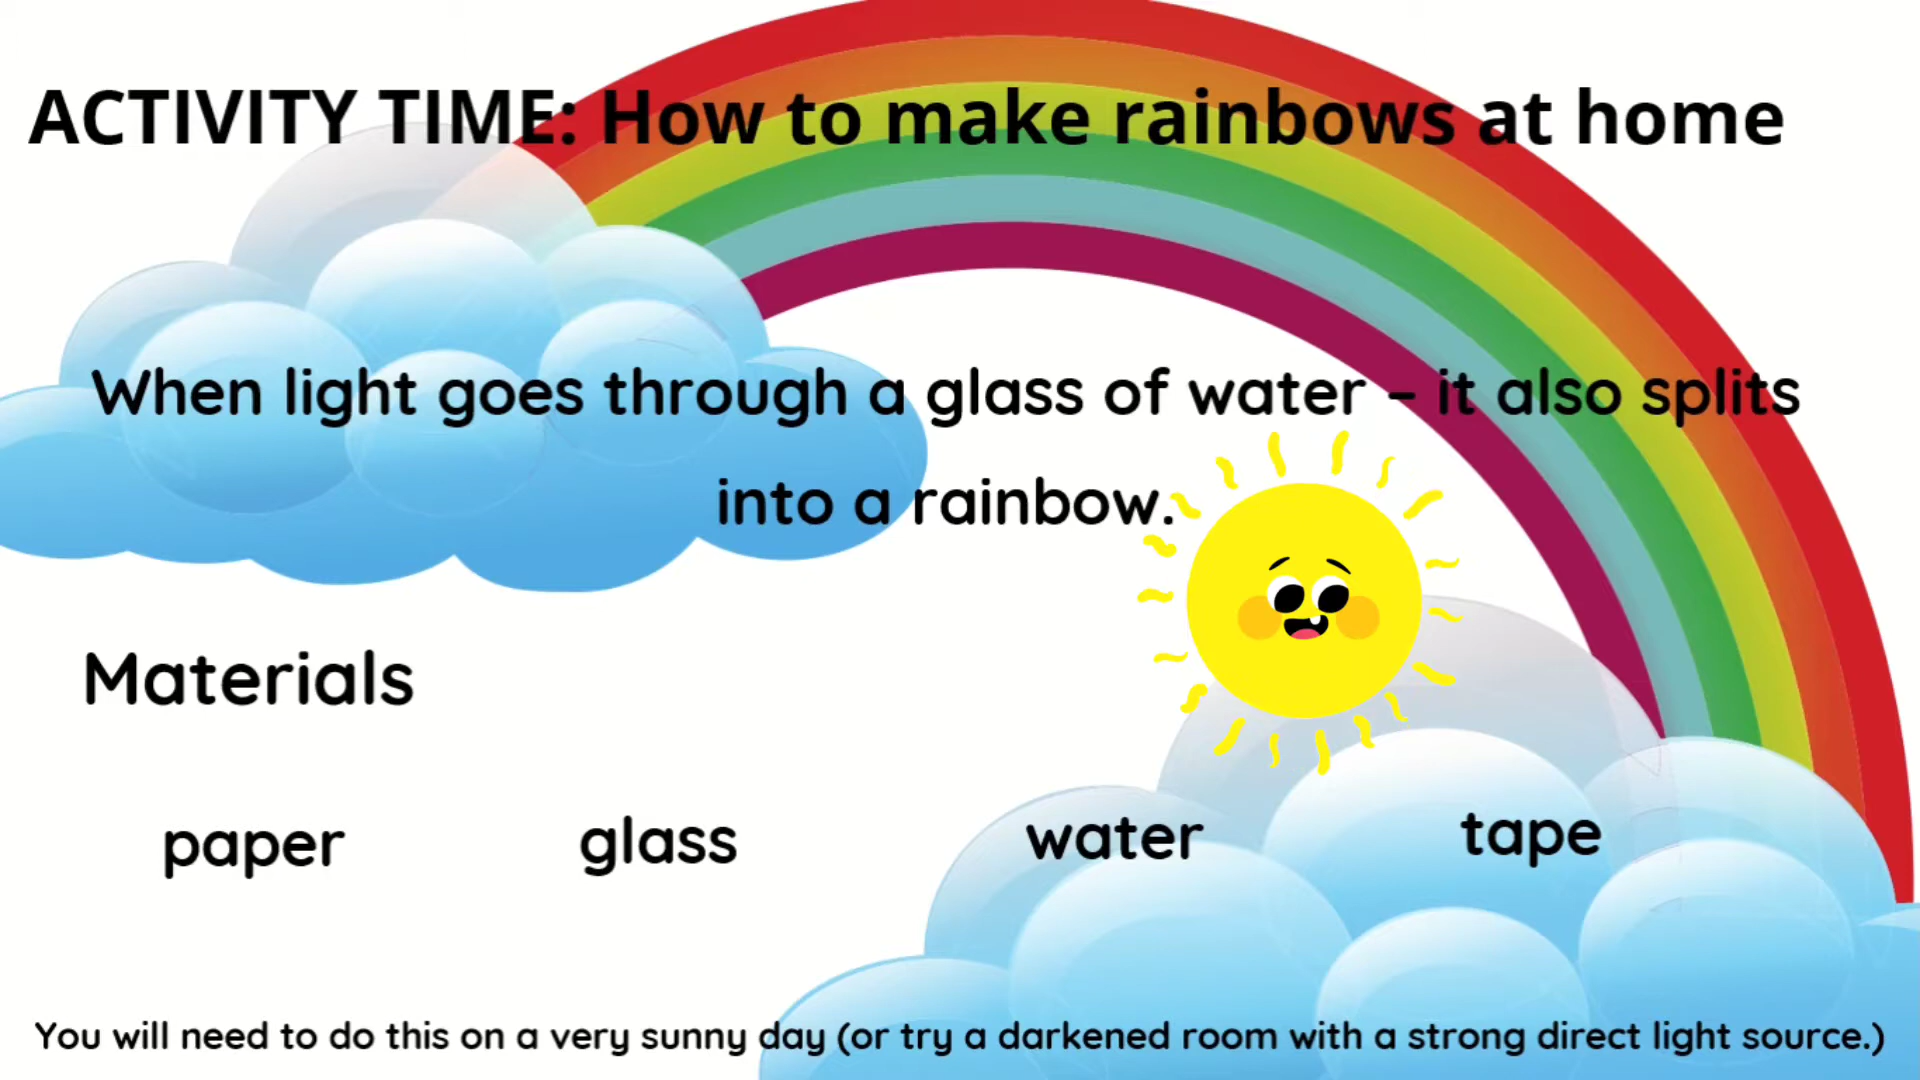 ACTIVITY TIME: How to make rainbows at home
When light goes through a glass of water – it also splits
into a rainbow.
Materials
paper glass water tape
You will need to do this on a very sunny day (or try a darkened room with a strong direct light source.)